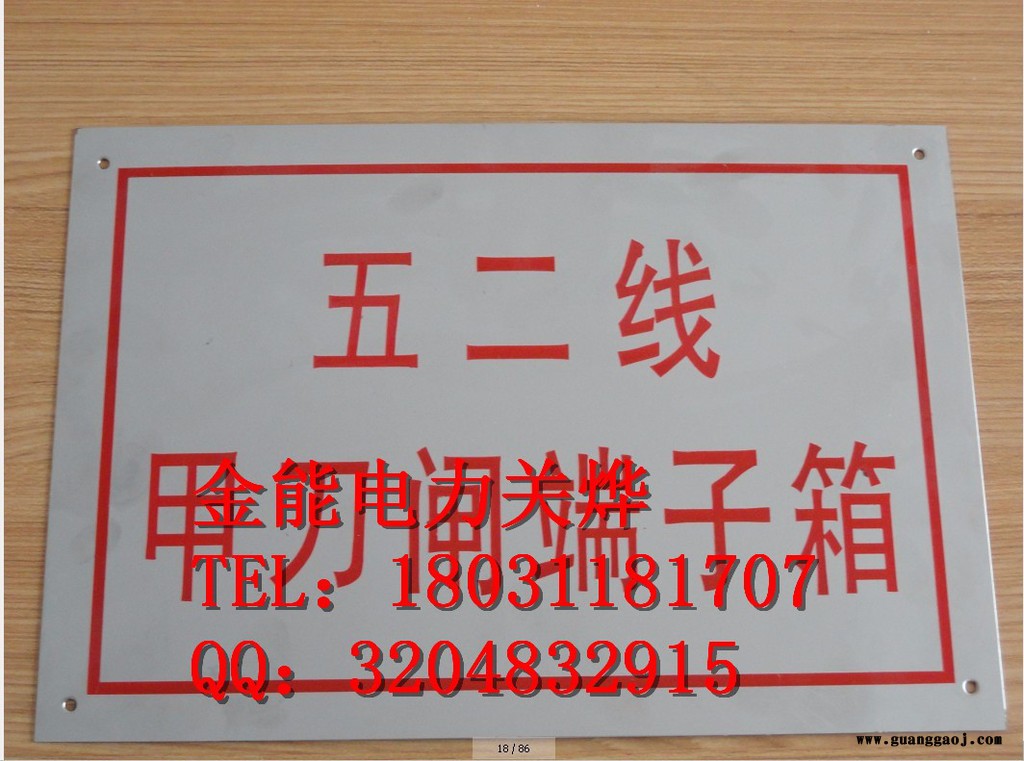 五二线
甲刀闸端子箱
金能电力关烨
TEL：18031181707
QQ：3204832915
18 / 86
www.guanggaoj.com